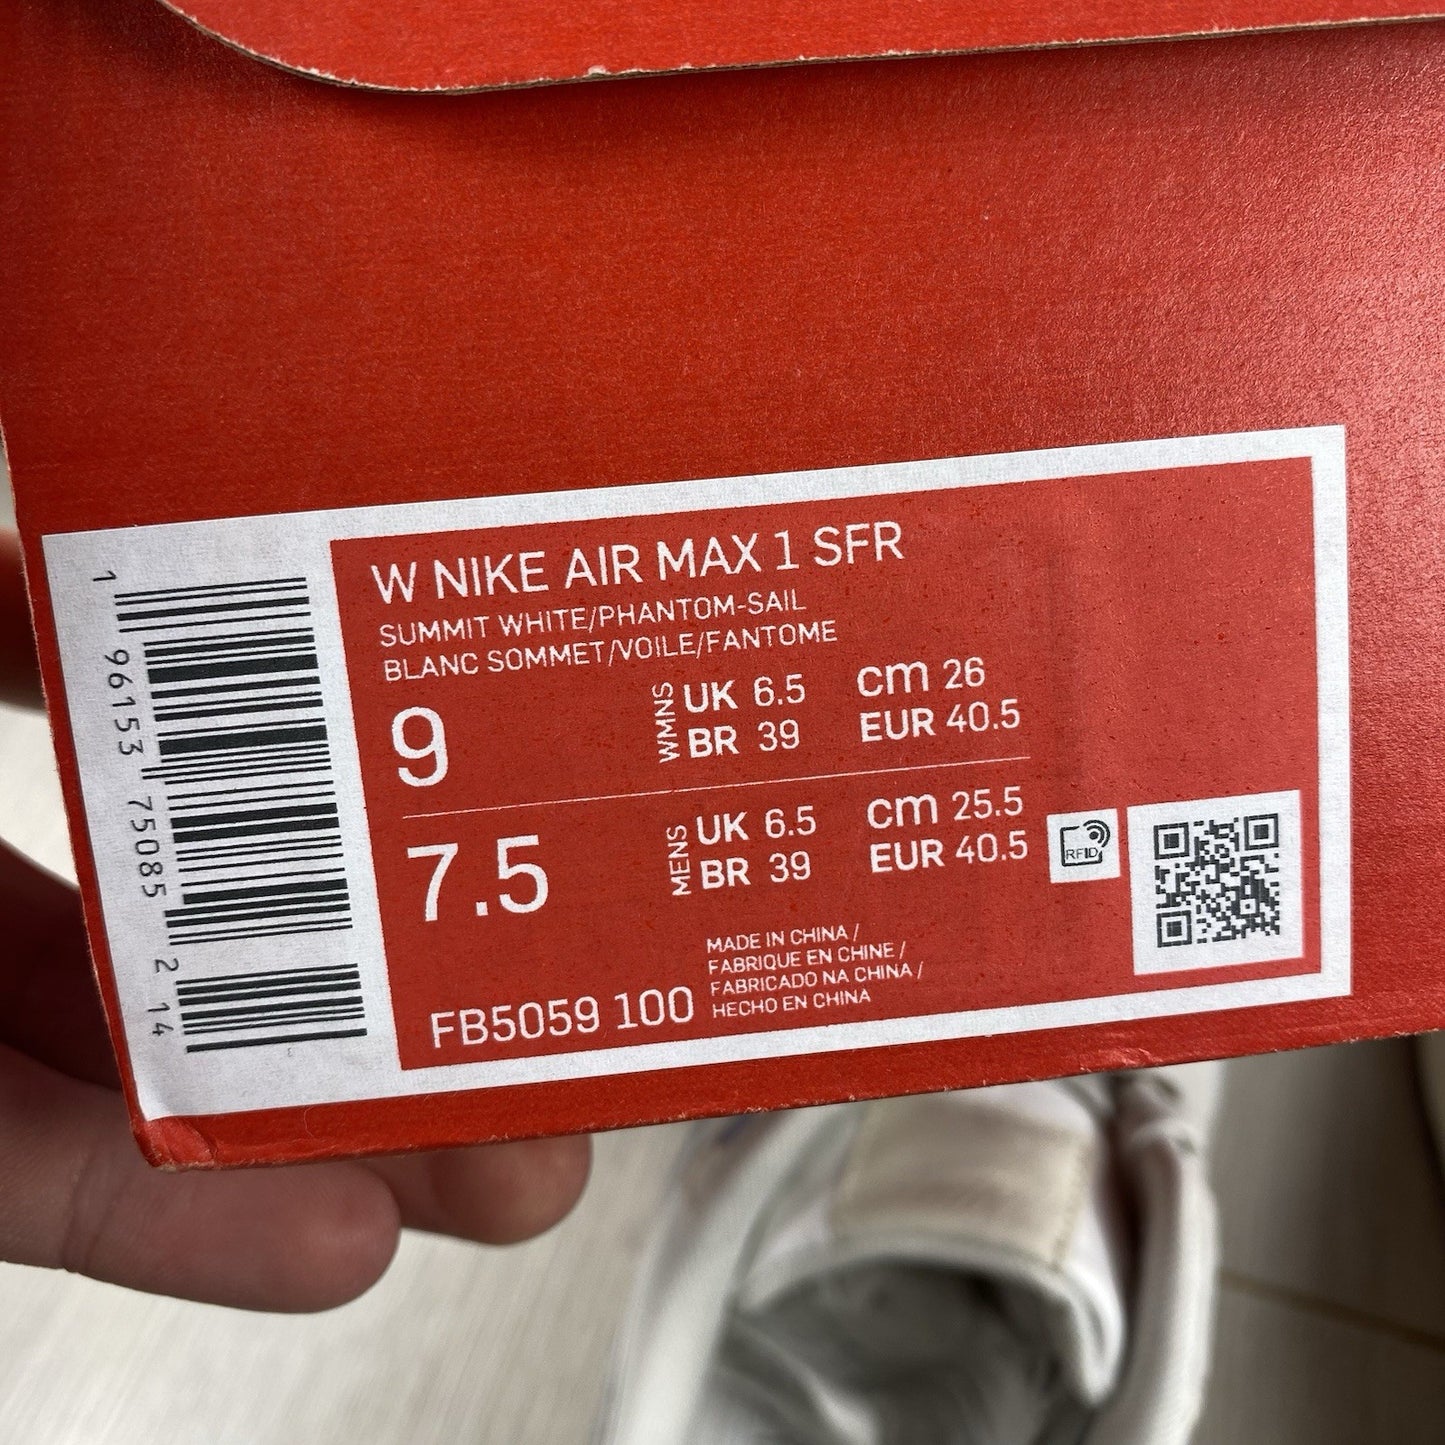 W NIKE AIR MAX 1 SFR
SUMMIT WHITE/PHANTOM-SAIL
BLANC SOMMET/VOILE/FANTOME
9
WMNS
UK 6.5 cm 26
BR 39 EUR 40.5
7.5
MENS
UK 6.5 cm 25.5
BR 39 EUR 40.5
RFID
MADE IN CHINA /
FABRIQUE EN CHINE /
FABRICADO NA CHINA /
HECHO EN CHINA
FB5059 100
1 96153 75085 2 14